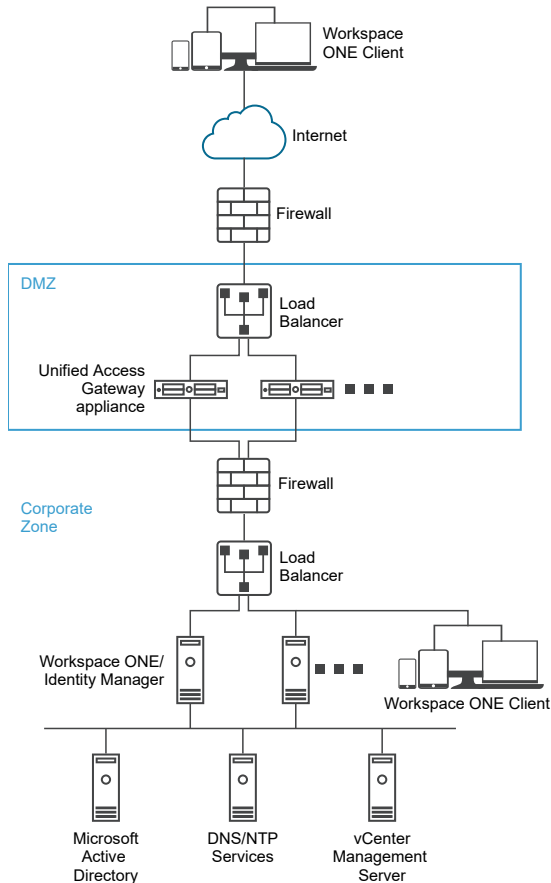 Workspace
ONE Client
Internet
Firewall
DMZ
Load
Balancer
Unified Access
Gateway
appliance
Firewall
Corporate
Zone
Load
Balancer
Workspace ONE/
Identity Manager
Workspace ONE Client
Microsoft
Active
Directory
DNS/NTP
Services
vCenter
Management
Server